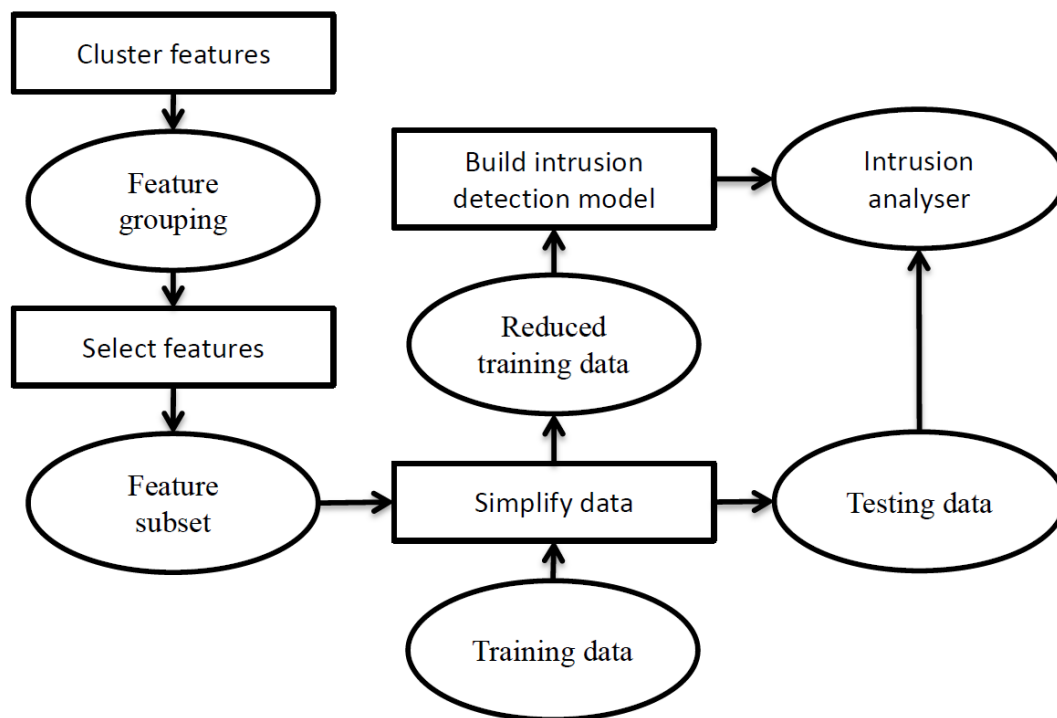 Cluster features
Feature
grouping
Select features
Feature
subset
Build intrusion
detection model
Reduced
training data
Simplify data
Training data
Intrusion
analyser
Testing data